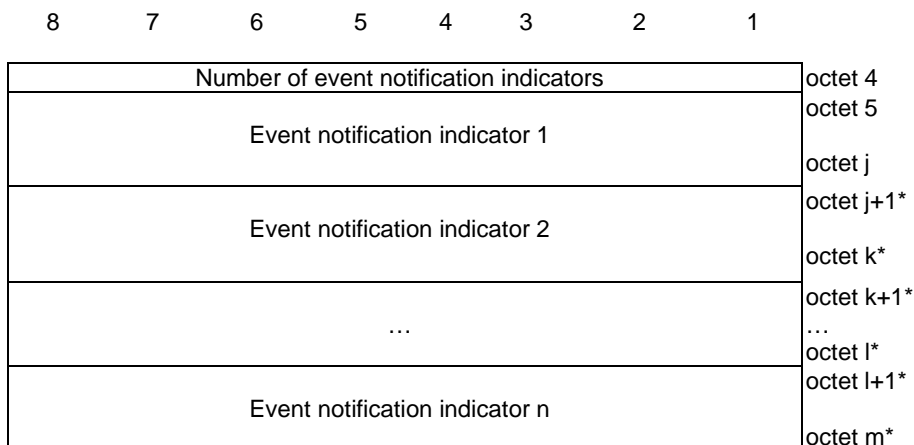 8 7 6 5 4 3 2 1
Number of event notification indicators octet 4
octet 5
Event notification indicator 1
octet j
octet j+1*
Event notification indicator 2
octet k*
octet k+1*
… …
octet l*
octet l+1*
Event notification indicator n
octet m*